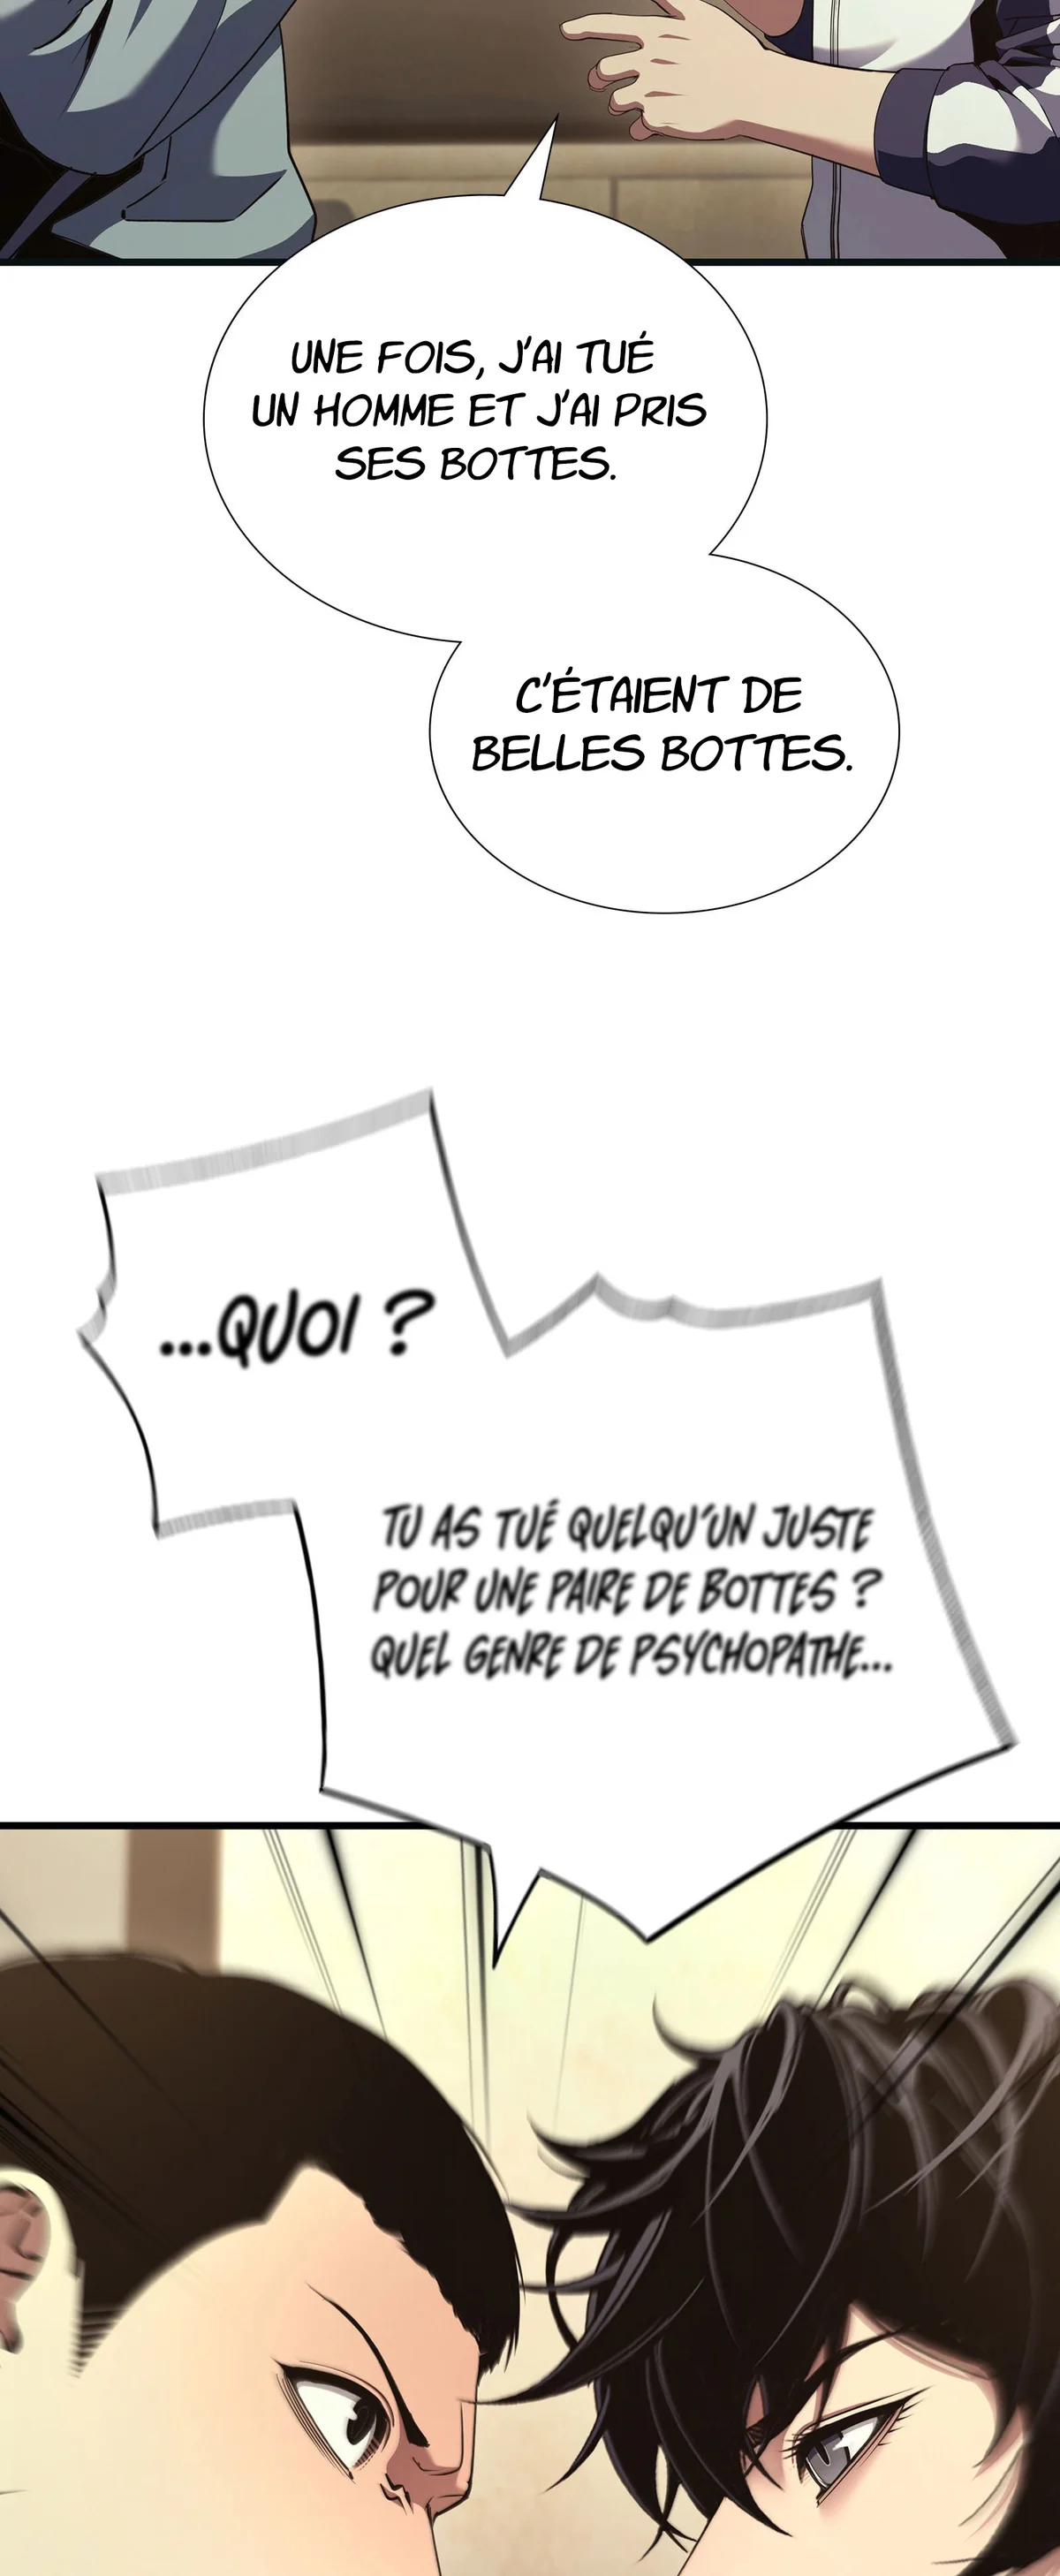 UNE FOIS, J'AI TUÉ
UN HOMME ET J'AI PRIS
SES BOTTES.
C'ÉTAIENT DE
BELLES BOTTES.
...QUOI ?
TU AS TUÉ QUELQU'UN JUSTE
POUR UNE PAIRE DE BOTTES ?
QUEL GENRE DE PSYCHOPATHE...